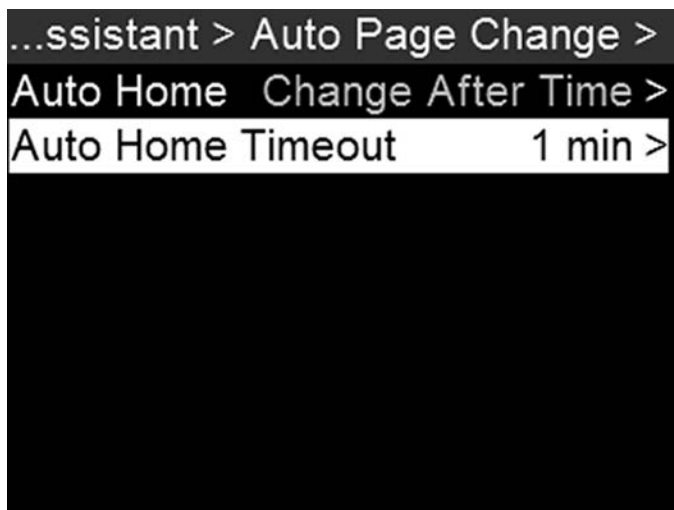 ...ssistant > Auto Page Change >
Auto Home Change After Time >
Auto Home Timeout 1 min >